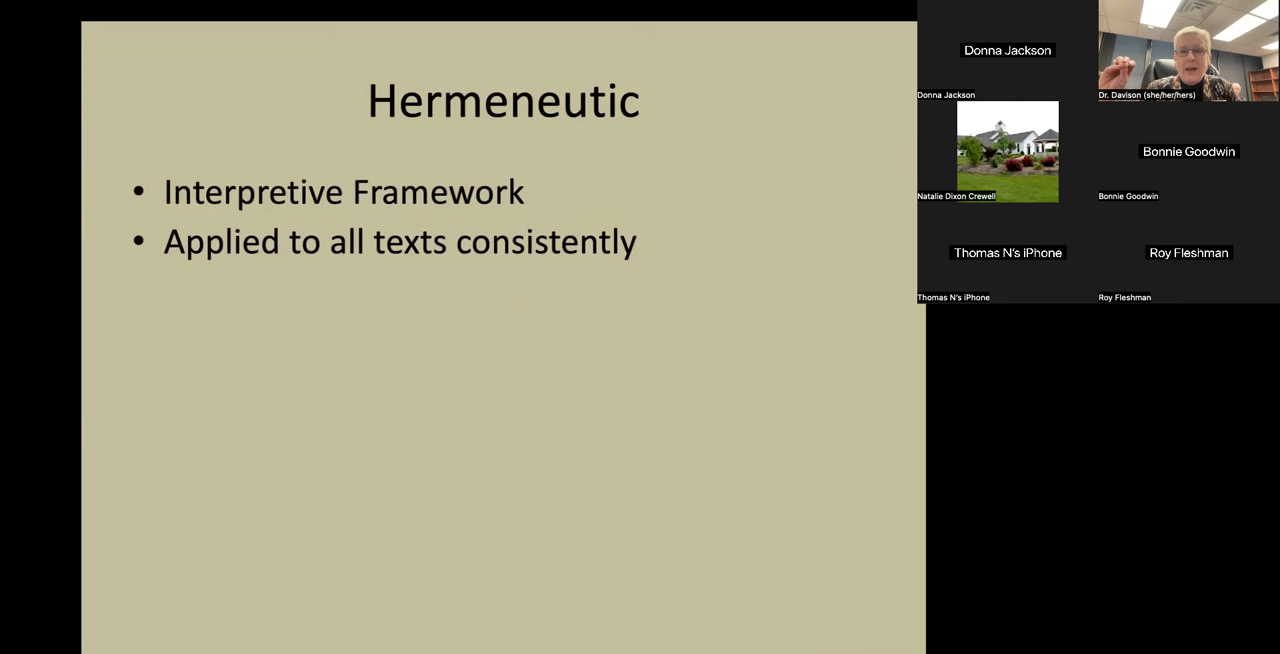 Hermeneutic
• Interpretive Framework
• Applied to all texts consistently
Donna Jackson
Donna Jackson
Dr. Davison (she/her/hers)
Natalie Dixon Crewell
Bonnie Goodwin
Bonnie Goodwin
Thomas N's iPhone
Thomas N's iPhone
Roy Fleshman
Roy Fleshman